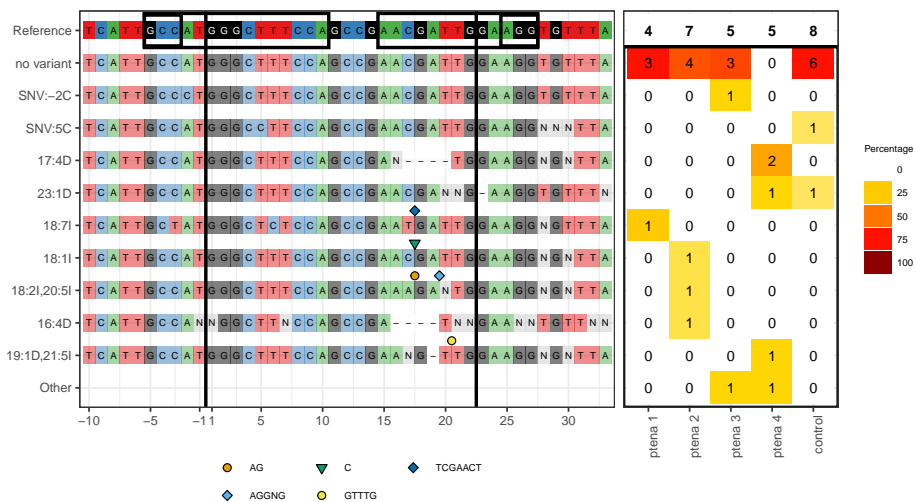 Reference T C A T T G C C A T G G G C T T T C C A G C C G A A C G A T T G G A A G G T G T T T A 4 7 5 5 8
no variant T C A T T G C C A T G G G C T T T C C A G C C G A A C G A T T G G A A G G T G T T T A 3 4 3 0 6
SNV:-2C T C A T T G C C C T G G G C T T T C C A G C C G A A C G A T T G G A A G G T G T T T A 0 0 1 0 0
SNV:5C T C A T T G C C A T G G G C C T T C C A G C C G A A C G A T T G G A A G G N N N T T A 0 0 0 0 1
17:4D T C A T T G C C A T G G G C T T T C C A G C C G A N - - - - T G G A A G G N G N T T A 0 0 0 2 0
23:1D T C A T T G C C A T G G G C T T T C C A G C C G A A C G A N N G - A A G G T G T T T N 0 0 0 1 1
18:7I T C A T T G C T A T G G G C T C T C C A G C C G A A T G A T T G G A A G G N G N T T A 1 0 0 0 0
18:1I T C A T T G C C A T G G G C T T T C C A G C C G A A C G A T T G G A A G G N G N T T A 0 1 0 0 0
18:2I,20:5I T C A T T G C C A T G G G C T T T C C A G C C G A A A G A N T G G A A G G N G N T T A 0 1 0 0 0
16:4D T C A T T G C C A N N G G C T T N C C A G C C G A - - - - T N N G A A N N T G T T N N 0 1 0 0 0
19:1D,21:5I T C A T T G C C A T G G G C T T T C C A G C C G A A N G - T T G G A A G G N G N T T A 0 0 0 1 0
Other 0 0 1 1 0
−10 −5 −1 1 5 10 15 20 25 30
ptena 1 ptena 2 ptena 3 ptena 4 control
Percentage
0
25
50
75
100
AG C TCGAACT
AGGNG GTTTG